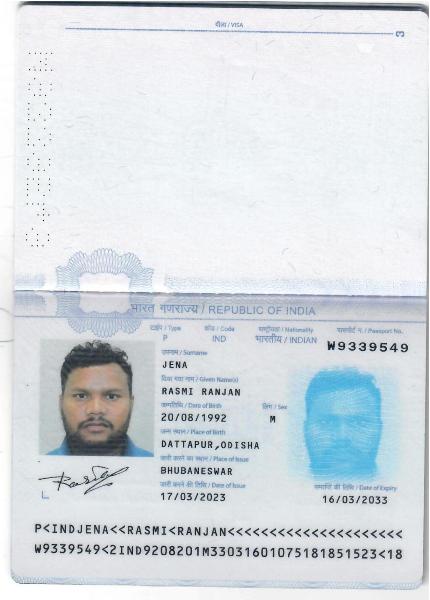 वीज़ा / VISA
3
भारत गणराज्य / REPUBLIC OF INDIA
टाइप / Type कोड / Code राष्ट्रीयता / Nationality पासपोर्ट न. / Passport No.
P IND भारतीय / INDIAN W9339549
उपनाम / Surname
JENA
दिया गया नाम / Given Name(s)
RASMI RANJAN
जन्मतिथि / Date of Birth लिंग / Sex
20/08/1992 M
जन्म स्थान / Place of Birth
DATTAPUR,ODISHA
जारी करने का स्थान / Place of Issue
BHUBANESWAR
जारी करने की तिथि / Date of Issue समाप्ति की तिथि / Date of Expiry
17/03/2023 16/03/2033
P<INDJENA<<RASMI<RANJAN<<<<<<<<<<<<<<<<<<<<<
W9339549<2IND9208201M33031601075181851523<18